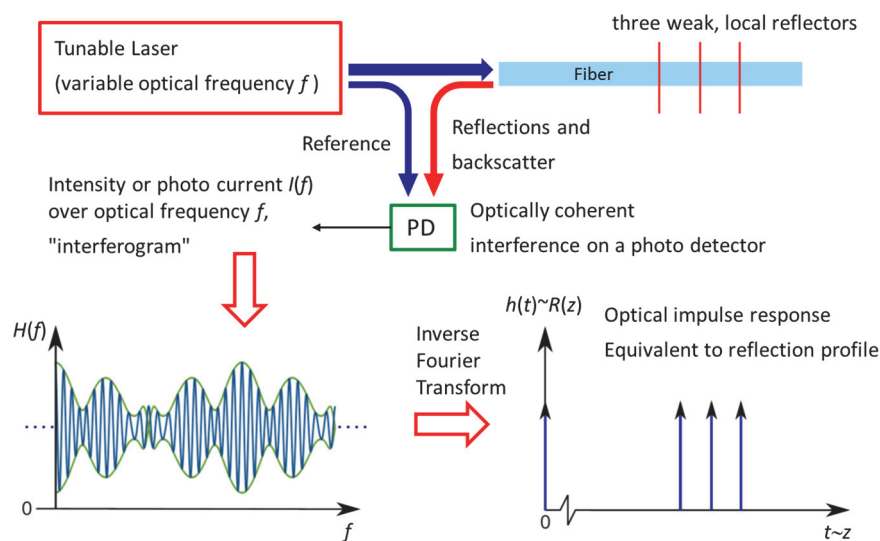 three weak, local reflectors
Tunable Laser
(variable optical frequency f )
Fiber
Reference
Reflections and
backscatter
Intensity or photo current I(f)
over optical frequency f,
"interferogram"
PD
Optically coherent
interference on a photo detector
H(f)
0
f
Inverse
Fourier
Transform
h(t)~R(z)
Optical impulse response
Equivalent to reflection profile
0
t~z